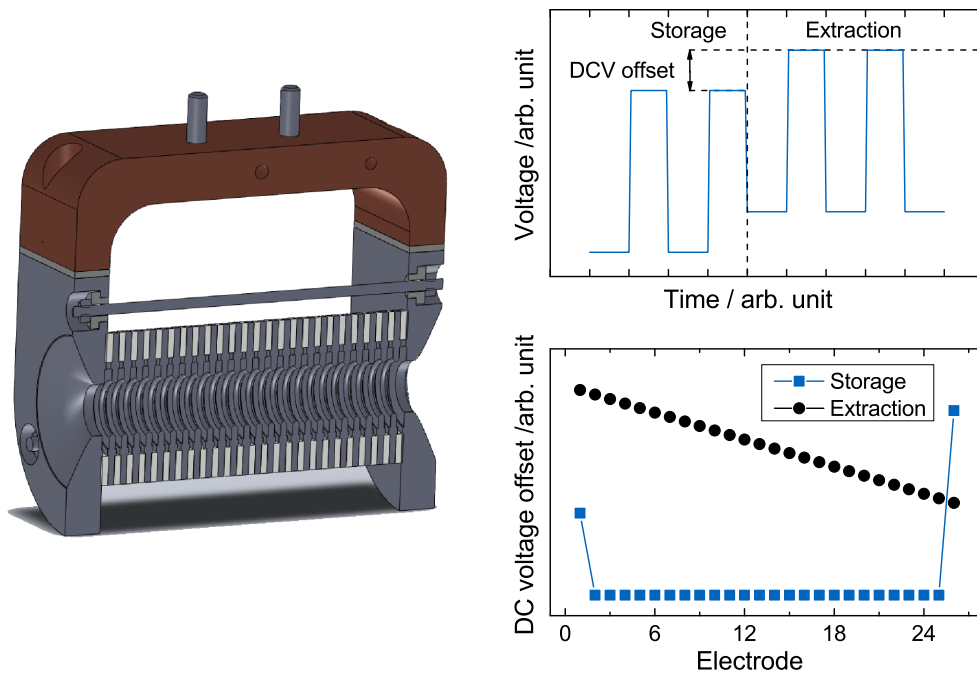 Storage
Extraction
DCV offset
Voltage /arb. unit
Time / arb. unit
Storage
Extraction
DC voltage offset /arb. unit
0
6
12
18
24
Electrode